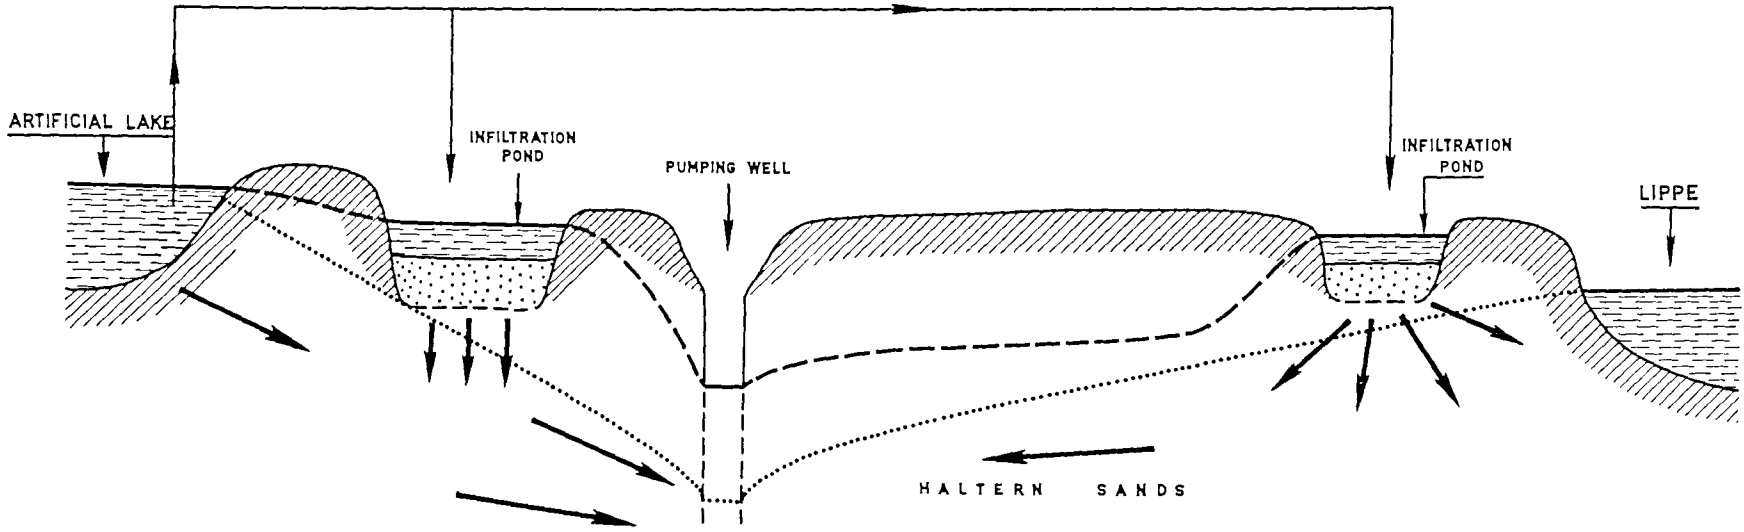 ARTIFICIAL LAKE
INFILTRATION
POND
PUMPING WELL
INFILTRATION
POND
LIPPE
HALTERN SANDS